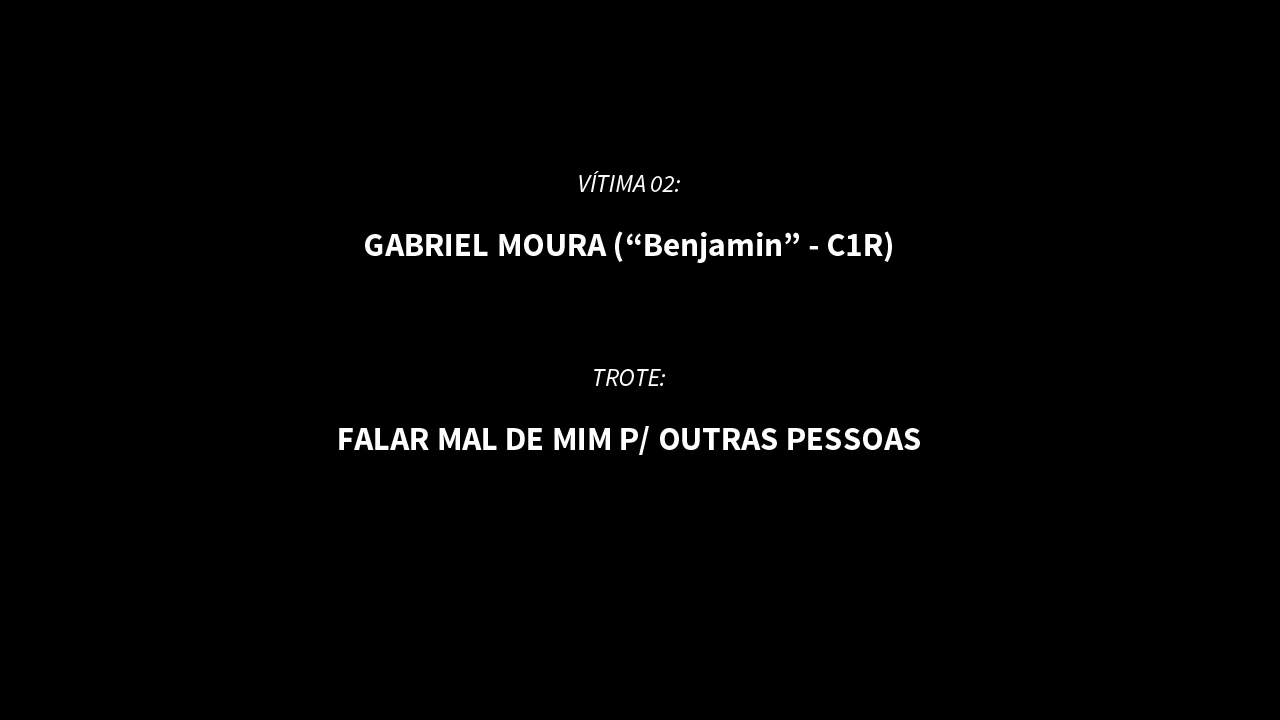 VÍTIMA 02:
GABRIEL MOURA (“Benjamin” - C1R)
TROTE:
FALAR MAL DE MIM P/ OUTRAS PESSOAS